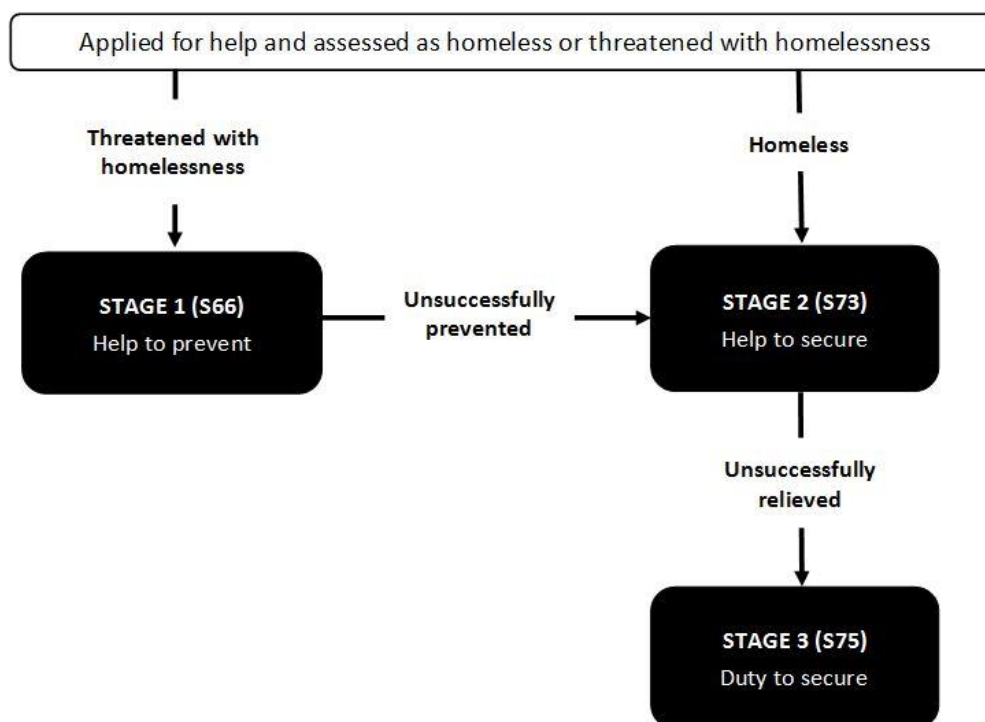 Applied for help and assessed as homeless or threatened with homelessness
Threatened with
homelessness
Homeless
STAGE 1 (S66)
Help to prevent
Unsuccessfully
prevented
STAGE 2 (S73)
Help to secure
Unsuccessfully
relieved
STAGE 3 (S75)
Duty to secure